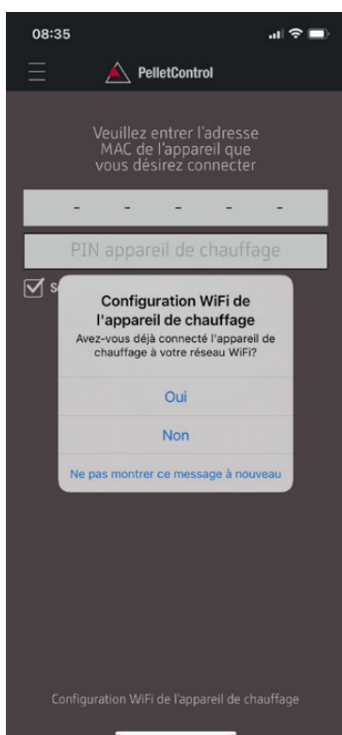 08:35
PelletControl
Veuillez entrer l'adresse
MAC de l'appareil que
vous désirez connecter
- - - - -
PIN appareil de chauffage
S
Configuration WiFi de
l'appareil de chauffage
Avez-vous déjà connecté l'appareil de
chauffage à votre réseau WiFi?
Oui
Non
Ne pas montrer ce message à nouveau
Configuration WiFi de l'appareil de chauffage